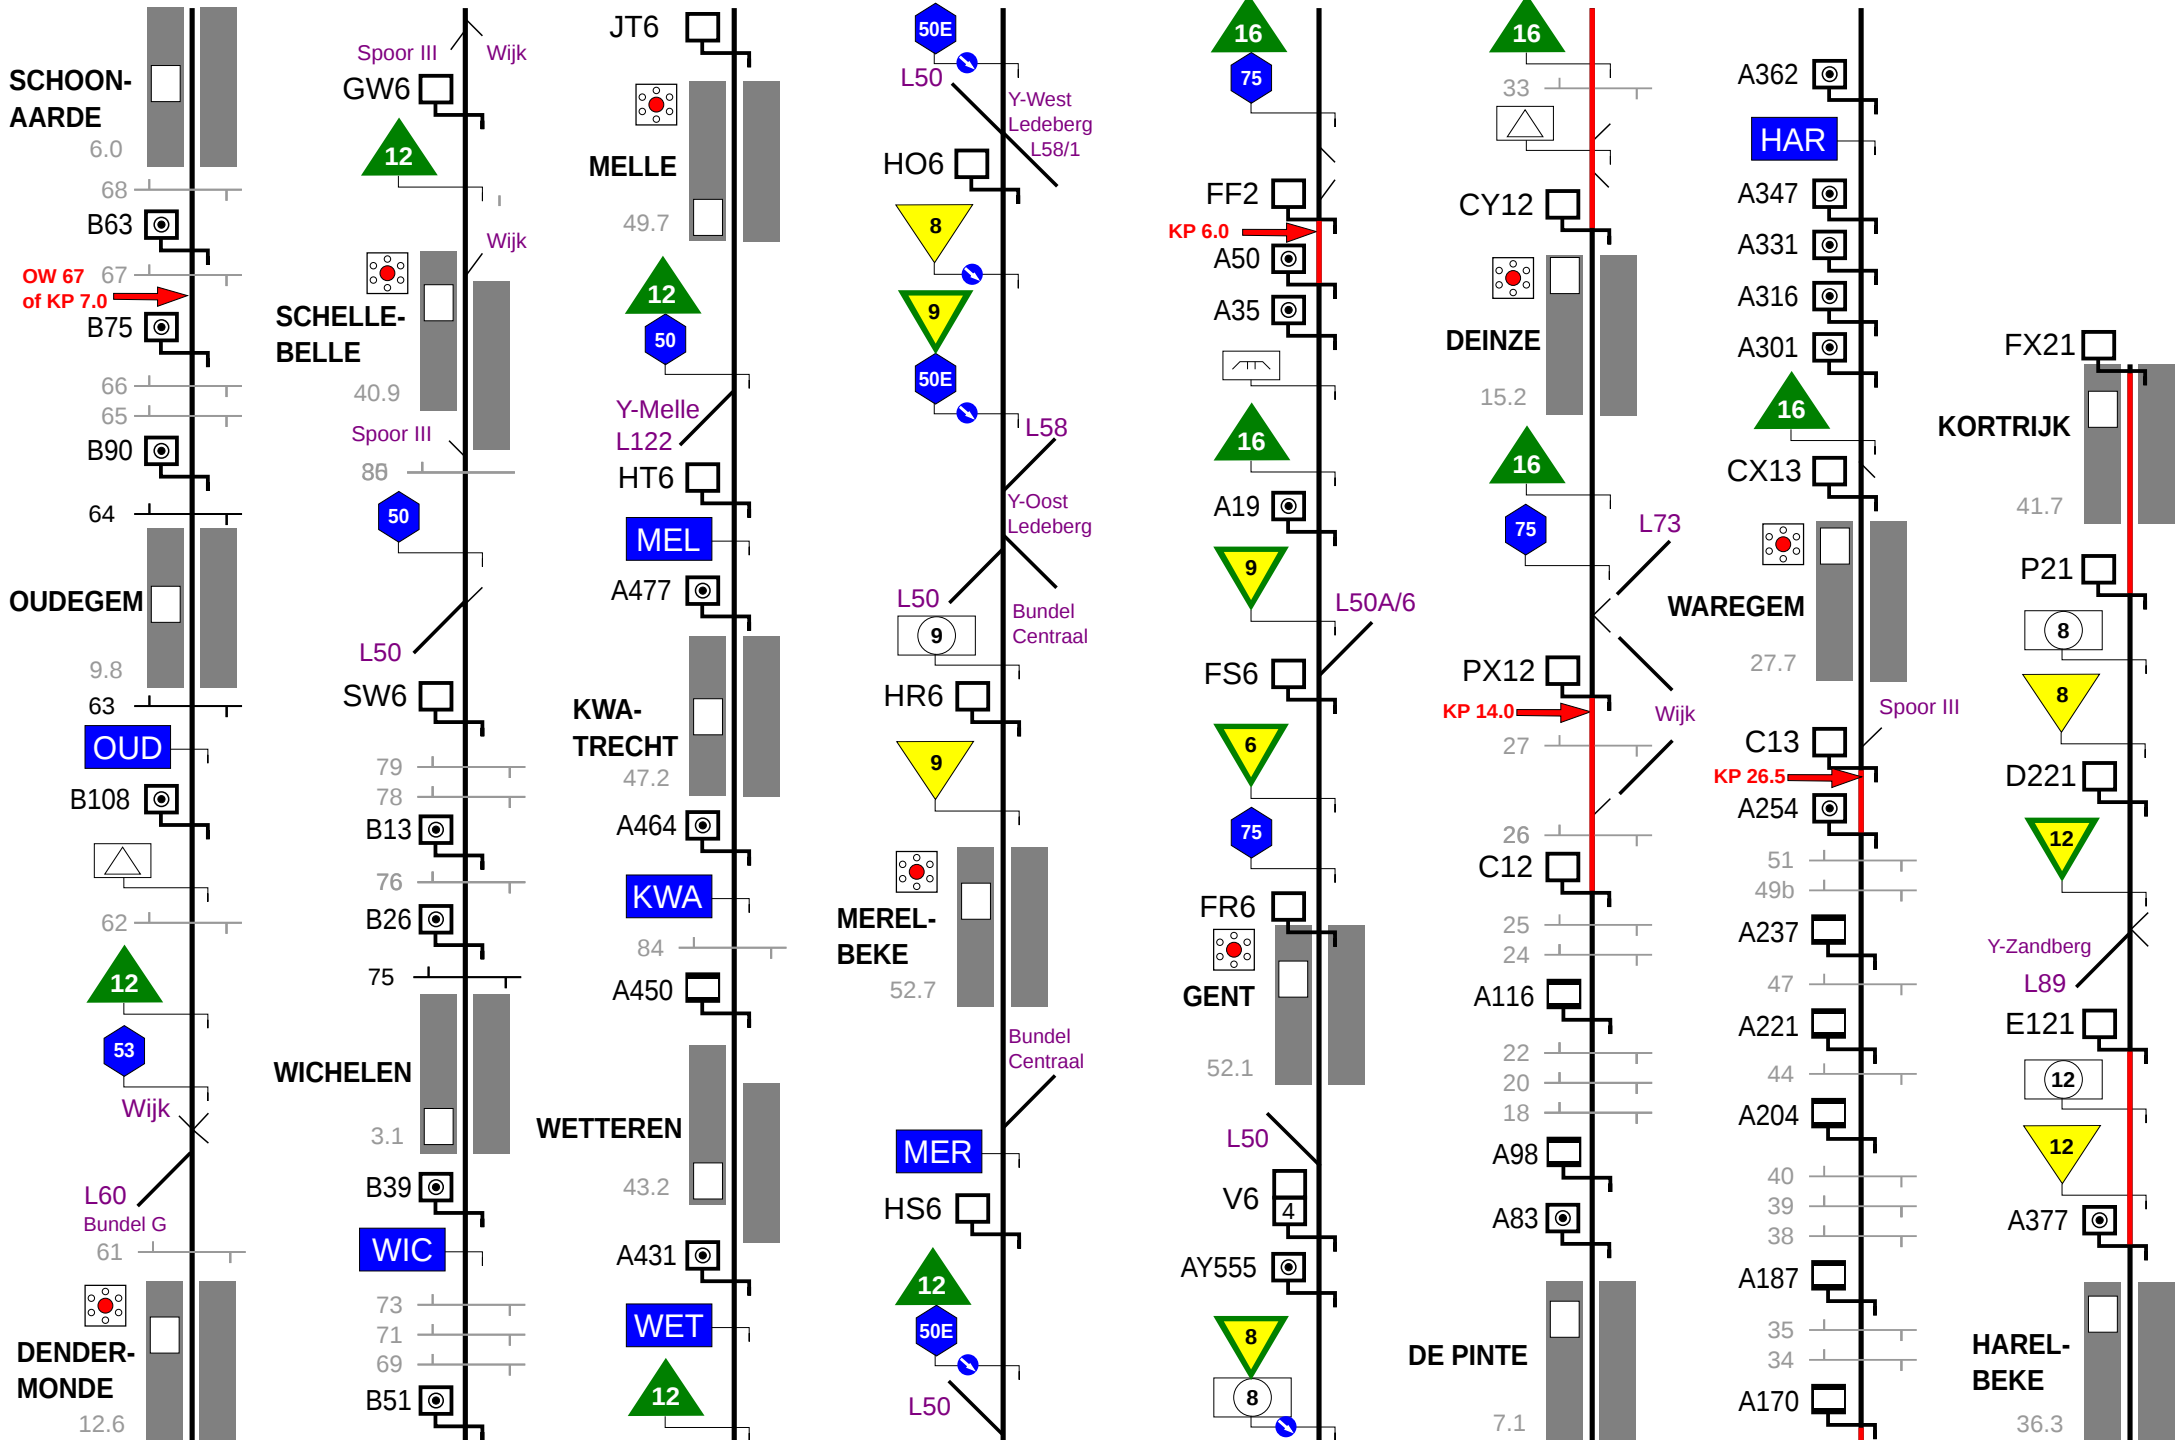 SCHOON-
AARDE
6.0
68
B63
OW 67
of KP 7.0
67
B75
66
65
B90
64
OUDEGEM
9.8
63
OUD
B108
62
12
53
Wijk
L60
Bundel G
61
DENDER-
MONDE
12.6
Spoor III
Wijk
GW6
12
Wijk
SCHELLE-
BELLE
40.9
Spoor III
50
L50
SW6
79
78
B13
76
B26
75
WICHELEN
3.1
B39
WIC
73
71
69
B51
JT6
MELLE
49.7
12
50
Y-Melle
L122
HT6
MEL
A477
KWA-
TRECHT
47.2
A464
KWA
84
A450
WETTEREN
43.2
A431
WET
12
50E
L50
Y-West
Ledeberg
L58/1
HO6
8
9
50E
L58
Y-Oost
Ledeberg
L50
Bundel
Centraal
9
HR6
9
MEREL-
BEKE
52.7
Bundel
Centraal
MER
HS6
12
50E
L50
16
75
FF2
KP 6.0
A50
A35
16
A19
9
L50A/6
FS6
6
75
FR6
GENT
52.1
L50
V6
4
AY555
8
8
16
33
CY12
DEINZE
15.2
16
75
L73
PX12
KP 14.0
Wijk
27
26
C12
25
24
A116
22
20
18
A98
A83
DE PINTE
7.1
A362
HAR
A347
A331
A316
A301
16
CX13
WAREGEM
27.7
Spoor III
C13
KP 26.5
A254
51
49b
A237
47
A221
44
A204
40
39
38
A187
35
34
A170
FX21
KORTRIJK
41.7
P21
8
8
D221
12
Y-Zandberg
L89
E121
12
12
A377
HAREL-
BEKE
36.3